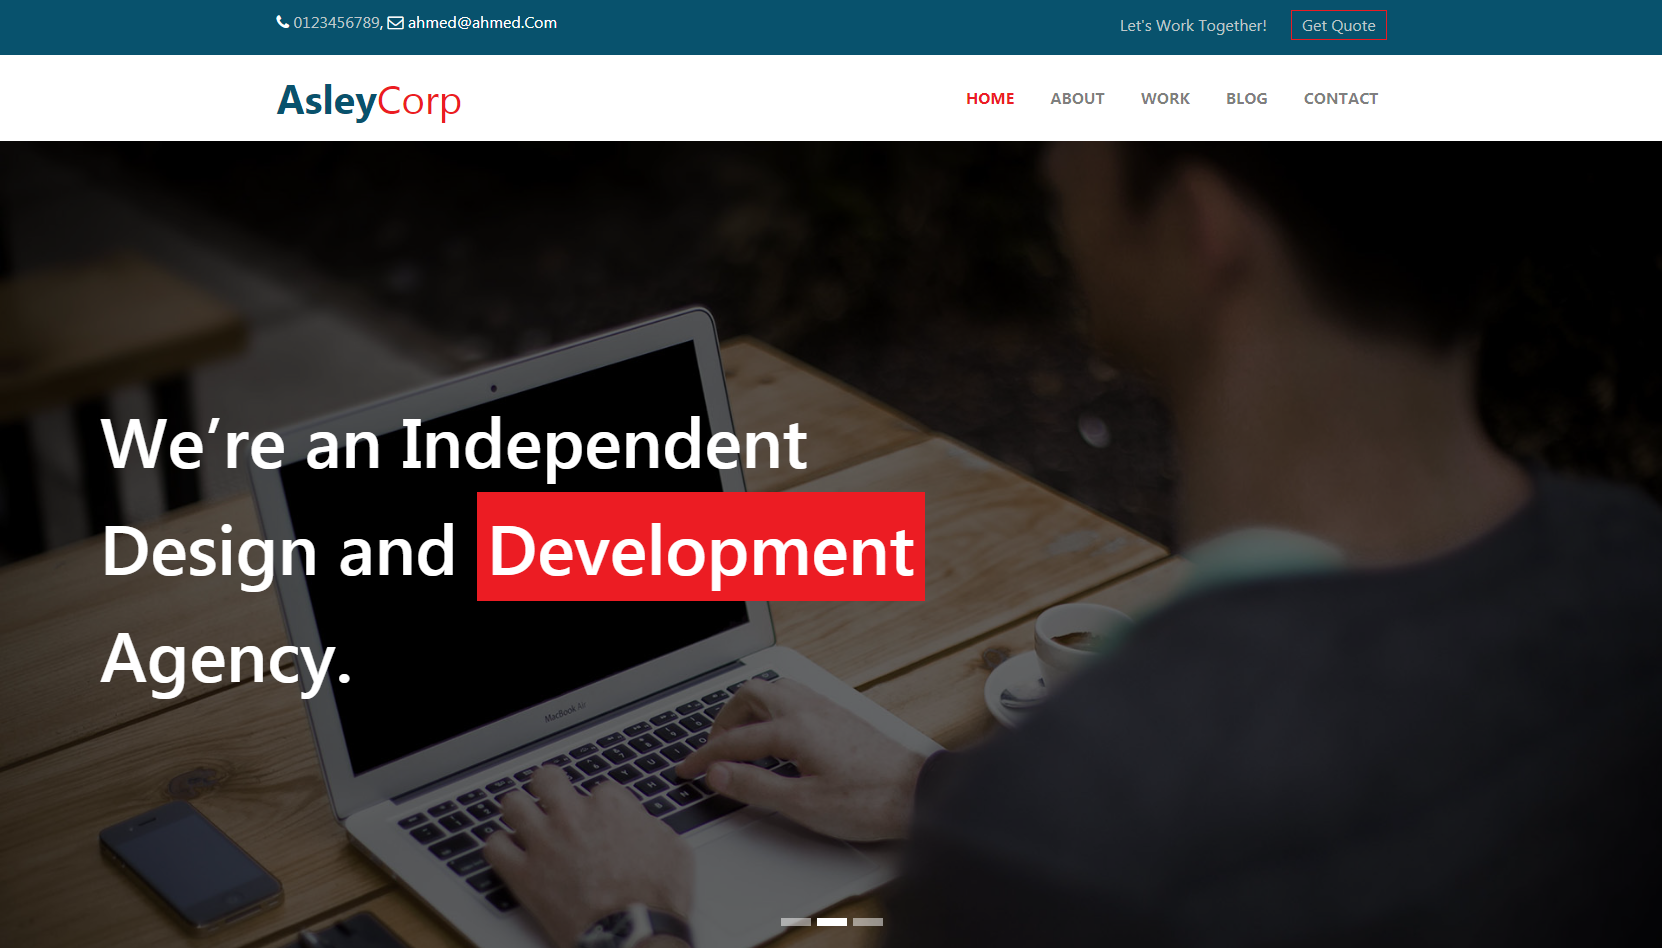 0123456789, ahmed@ahmed.Com
Let's Work Together! Get Quote
AsleyCorp
HOME ABOUT WORK BLOG CONTACT
We’re an Independent
Design and Development
Agency.
MacBook Air